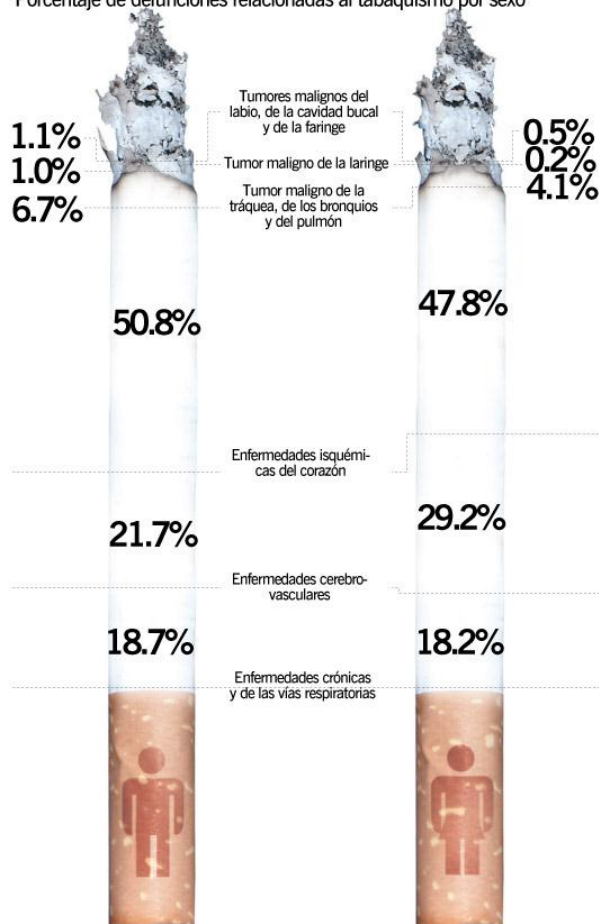 Porcentaje de defunciones relacionadas al tabaquismo por sexo
Tumores malignos del
labio, de la cavidad bucal
y de la faringe
1.1%
0.5%
Tumor maligno de la laringe
1.0%
0.2%
Tumor maligno de la
tráquea, de los bronquios
y del pulmón
6.7%
4.1%
50.8%
47.8%
Enfermedades isquémi-
cas del corazón
21.7%
29.2%
Enfermedades cerebro-
vasculares
18.7%
18.2%
Enfermedades crónicas
y de las vías respiratorias